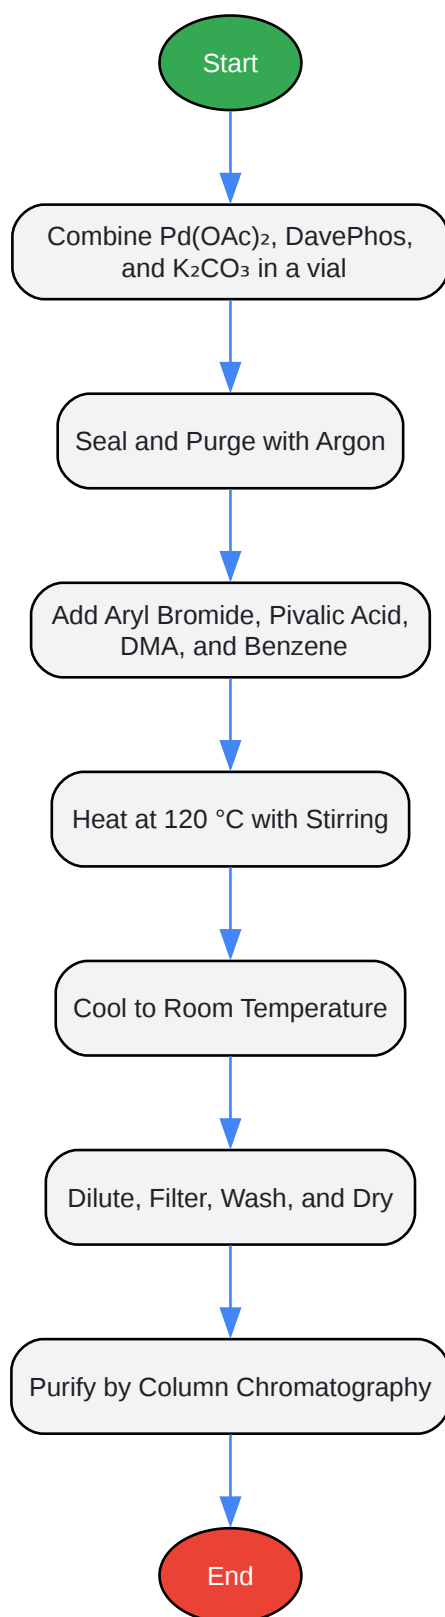 Start
Combine Pd(OAc)₂, DavePhos,
and K₂CO₃ in a vial
Seal and Purge with Argon
Add Aryl Bromide, Pivalic Acid,
DMA, and Benzene
Heat at 120 °C with Stirring
Cool to Room Temperature
Dilute, Filter, Wash, and Dry
Purify by Column Chromatography
End